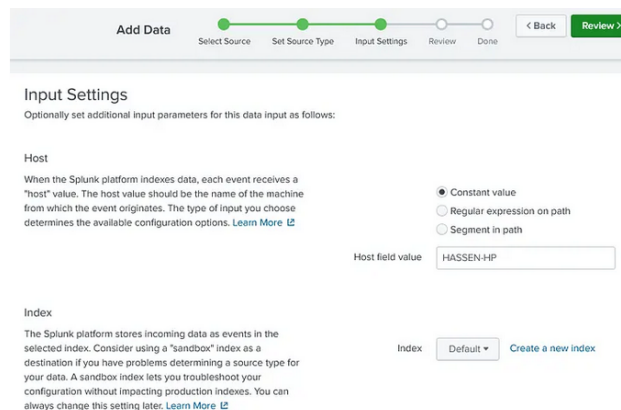 Add Data
Select Source
Set Source Type
Input Settings
Review
Done
< Back
Review >
Input Settings
Optionally set additional input parameters for this data input as follows:
Host
When the Splunk platform indexes data, each event receives a
"host" value. The host value should be the name of the machine
from which the event originates. The type of input you choose
determines the available configuration options. Learn More
Constant value
Regular expression on path
Segment in path
Host field value
HASSEN-HP
Index
The Splunk platform stores incoming data as events in the
selected index. Consider using a "sandbox" index as a
destination if you have problems determining a source type for
your data. A sandbox index lets you troubleshoot your
configuration without impacting production indexes. You can
always change this setting later. Learn More
Index
Default
Create a new index